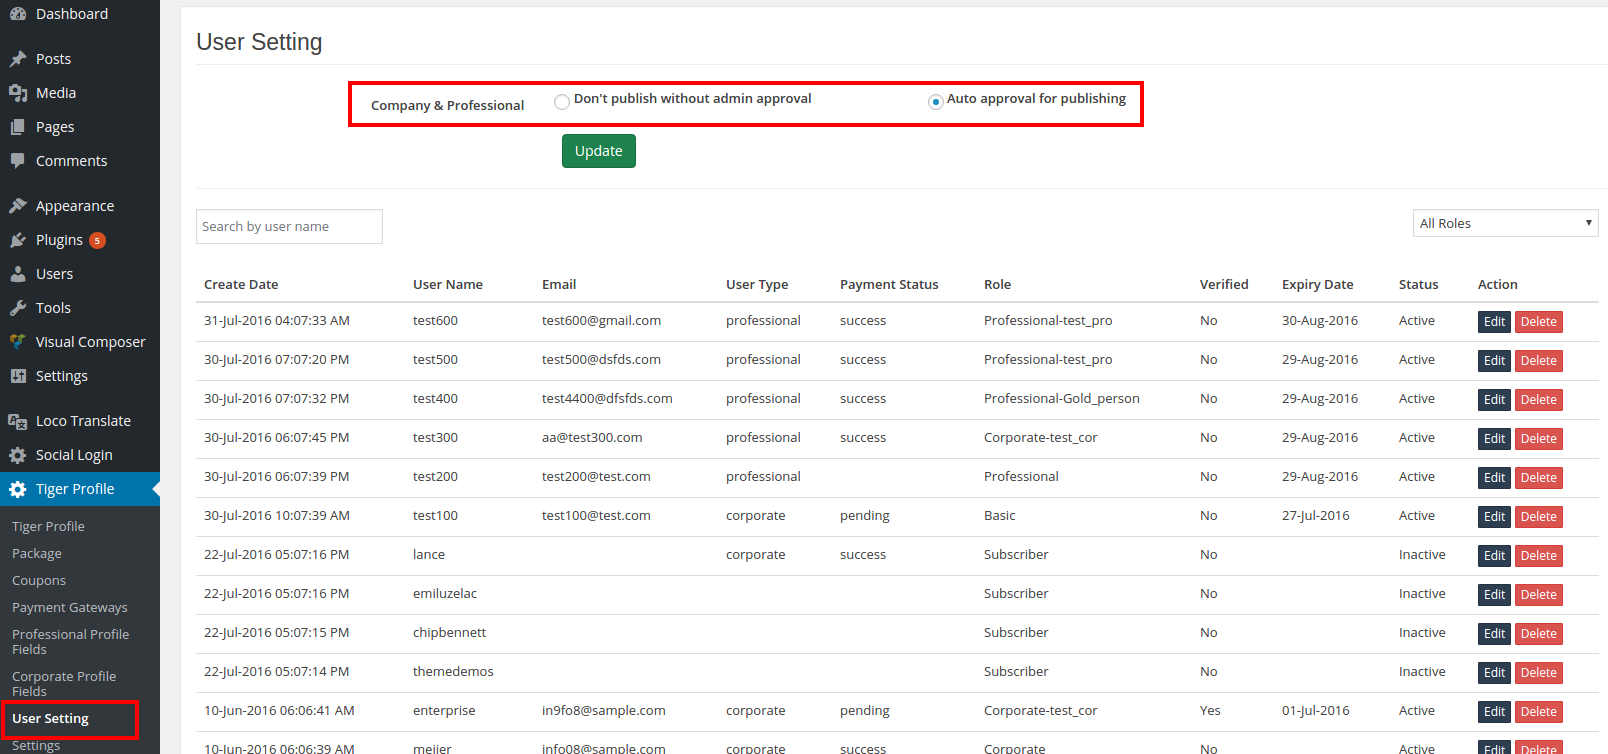 Dashboard
Posts
Media
Pages
Comments
Appearance
Plugins 5
Users
Tools
Visual Composer
Settings
Loco Translate
Social Login
Tiger Profile
Tiger Profile
Package
Coupons
Payment Gateways
Professional Profile
Fields
Corporate Profile
Fields
User Setting
Settings
User Setting
Company & Professional Don't publish without admin approval Auto approval for publishing
Update
Search by user name All Roles
Create Date User Name Email User Type Payment Status Role Verified Expiry Date Status Action
31-Jul-2016 04:07:33 AM test600 test600@gmail.com professional success Professional-test_pro No 30-Aug-2016 Active Edit Delete
30-Jul-2016 07:07:20 PM test500 test500@dsfds.com professional success Professional-test_pro No 29-Aug-2016 Active Edit Delete
30-Jul-2016 07:07:32 PM test400 test4400@dfsfds.com professional success Professional-Gold_person No 29-Aug-2016 Active Edit Delete
30-Jul-2016 06:07:45 PM test300 aa@test300.com professional success Corporate-test_cor No 29-Aug-2016 Active Edit Delete
30-Jul-2016 06:07:39 PM test200 test200@test.com professional Professional No 29-Aug-2016 Active Edit Delete
30-Jul-2016 10:07:39 AM test100 test100@test.com corporate pending Basic No 27-Jul-2016 Active Edit Delete
22-Jul-2016 05:07:16 PM lance corporate success Subscriber No Inactive Edit Delete
22-Jul-2016 05:07:16 PM emiluzelac Subscriber No Inactive Edit Delete
22-Jul-2016 05:07:15 PM chipbennett Subscriber No Inactive Edit Delete
22-Jul-2016 05:07:14 PM themedemos Subscriber No Inactive Edit Delete
10-Jun-2016 06:06:41 AM enterprise in9fo8@sample.com corporate pending Corporate-test_cor Yes 01-Jul-2016 Active Edit Delete
10-Jun-2016 06:06:39 AM meijer info08@sample.com corporate success Corporate No Active Edit Delete